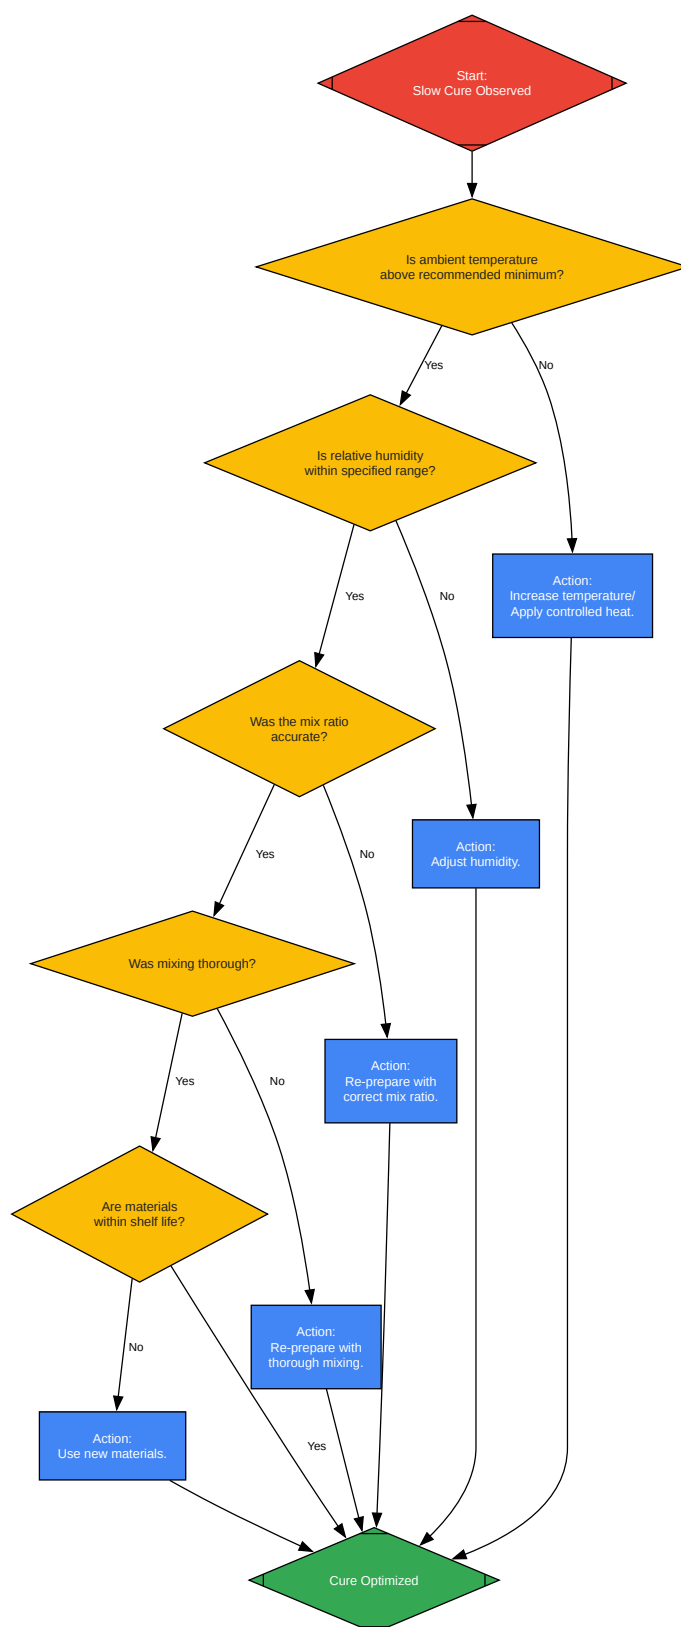 Start:
Slow Cure Observed
Is ambient temperature
above recommended minimum?
Yes
No
Is relative humidity
within specified range?
Action:
Increase temperature/
Apply controlled heat.
Yes
No
Was the mix ratio
accurate?
Action:
Adjust humidity.
Yes
No
Was mixing thorough?
Action:
Re-prepare with
correct mix ratio.
Yes
No
Are materials
within shelf life?
Action:
Re-prepare with
thorough mixing.
No
Action:
Use new materials.
Yes
Cure Optimized